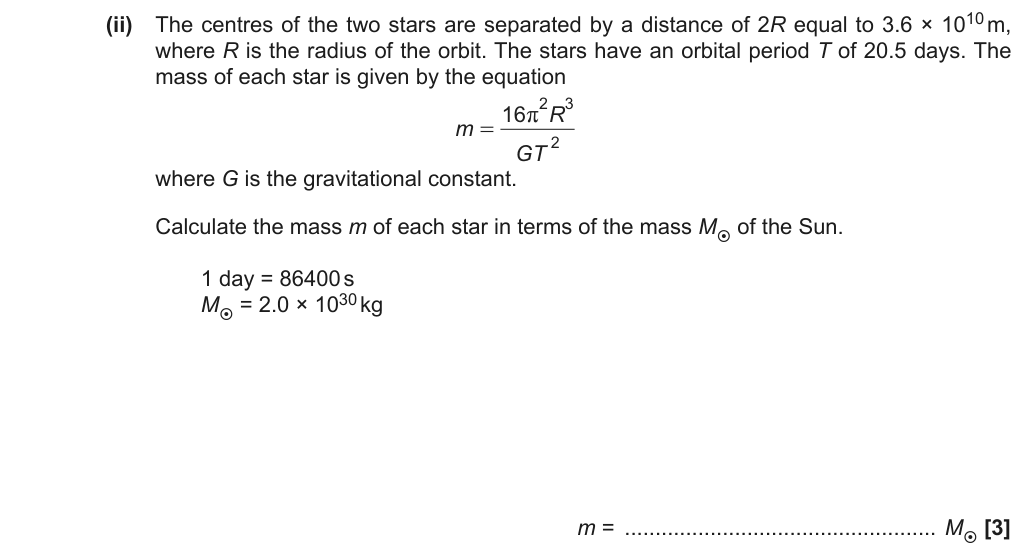 (ii) The centres of the two stars are separated by a distance of 2R equal to 3.6 × 10¹⁰ m,
where R is the radius of the orbit. The stars have an orbital period T of 20.5 days. The
mass of each star is given by the equation
m = 16π²R³ / GT²
where G is the gravitational constant.
Calculate the mass m of each star in terms of the mass M☉ of the Sun.
1 day = 86400 s
M☉ = 2.0 × 10³⁰ kg
m = .................................................. M☉ [3]